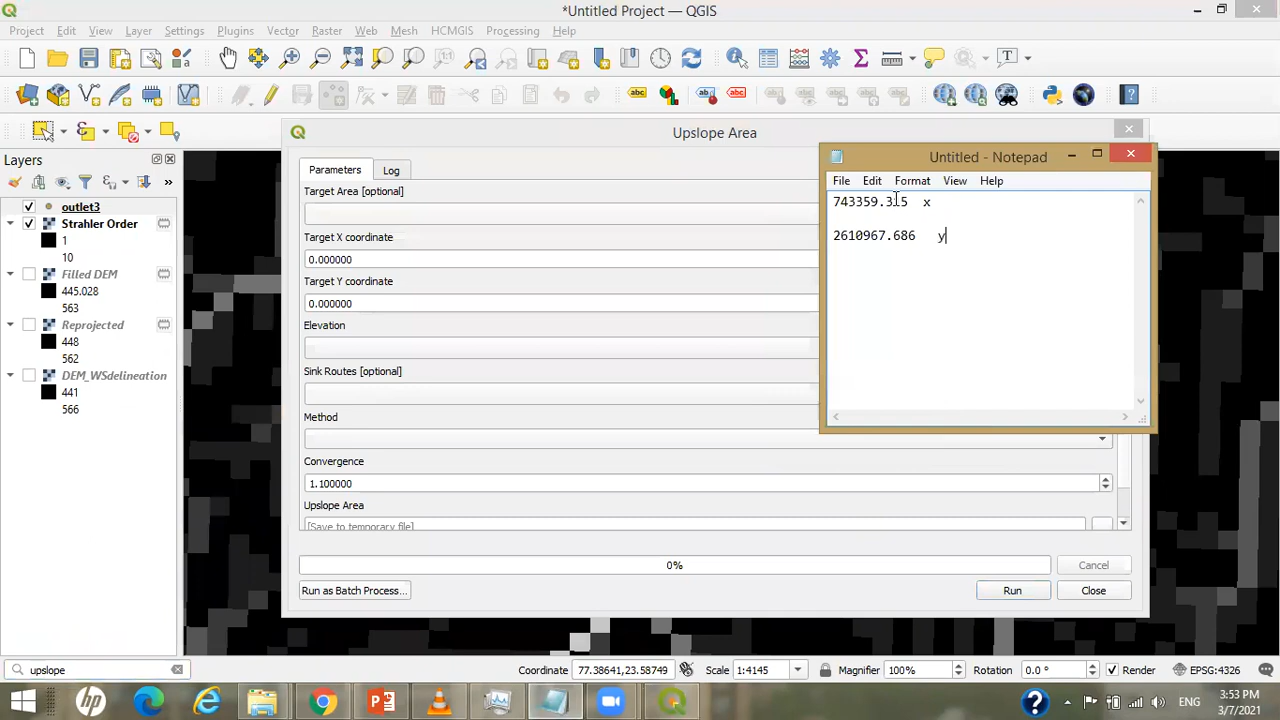 *Untitled Project — QGIS
Project Edit View Layer Settings Plugins Vector Raster Database Web Mesh HCMGIS Processing Help
Upslope Area
Layers
outlet3
Strahler Order
1
10
Filled DEM
445.028
563
Reprojected
448
562
DEM_WSdelineation
441
566
Parameters
Log
Target Area [optional]
Target X coordinate
0.000000
Target Y coordinate
0.000000
Elevation
Sink Routes [optional]
Method
Convergence
1.100000
Upslope Area
[Save to temporary file]
0%
Cancel
Run as Batch Process...
Run
Close
Untitled - Notepad
File Edit Format View Help
743359.315 x
2610967.686 y
upslope
Coordinate 77.38641,23.58749 Scale 1:4145 Magnifier 100% Rotation 0.0 ° Render EPSG:4326
ENG
3:53 PM
3/7/2021